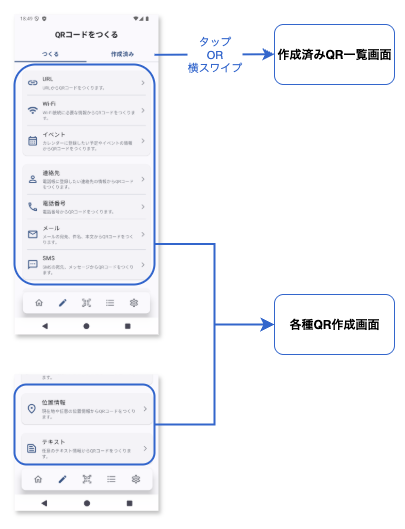 18:45
QRコードをつくる
つくる 作成済み
URL
URLからQRコードをつくります。
Wi-Fi
Wi-Fi接続に必要な情報からQRコードをつくりま
す。
イベント
カレンダーに登録したい予定やイベントの情報
からQRコードをつくります。
連絡先
電話帳に登録したい連絡先の情報からQRコード
をつくります。
電話番号
電話番号からQRコードをつくります。
メール
メールの宛先、件名、本文からQRコードをつく
ります。
SMS
SMSの宛先、メッセージからQRコードをつくり
ます。
タップ
OR
横スワイプ
作成済みQR一覧画面
各種QR作成画面
ます。
位置情報
現在地や任意の位置情報からQRコードをつくり
ます。
テキスト
任意のテキスト情報からQRコードをつくりま
す。